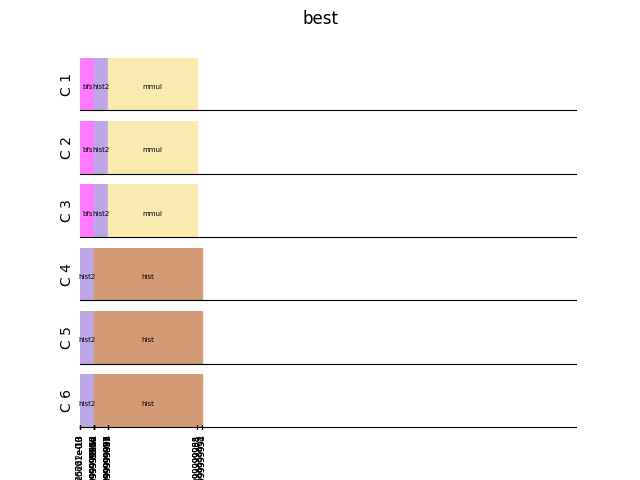 best
C 1
bfs hist2 mmul
C 2
bfs hist2 mmul
C 3
bfs hist2 mmul
C 4
hist2 hist
C 5
hist2 hist
C 6
hist2 hist